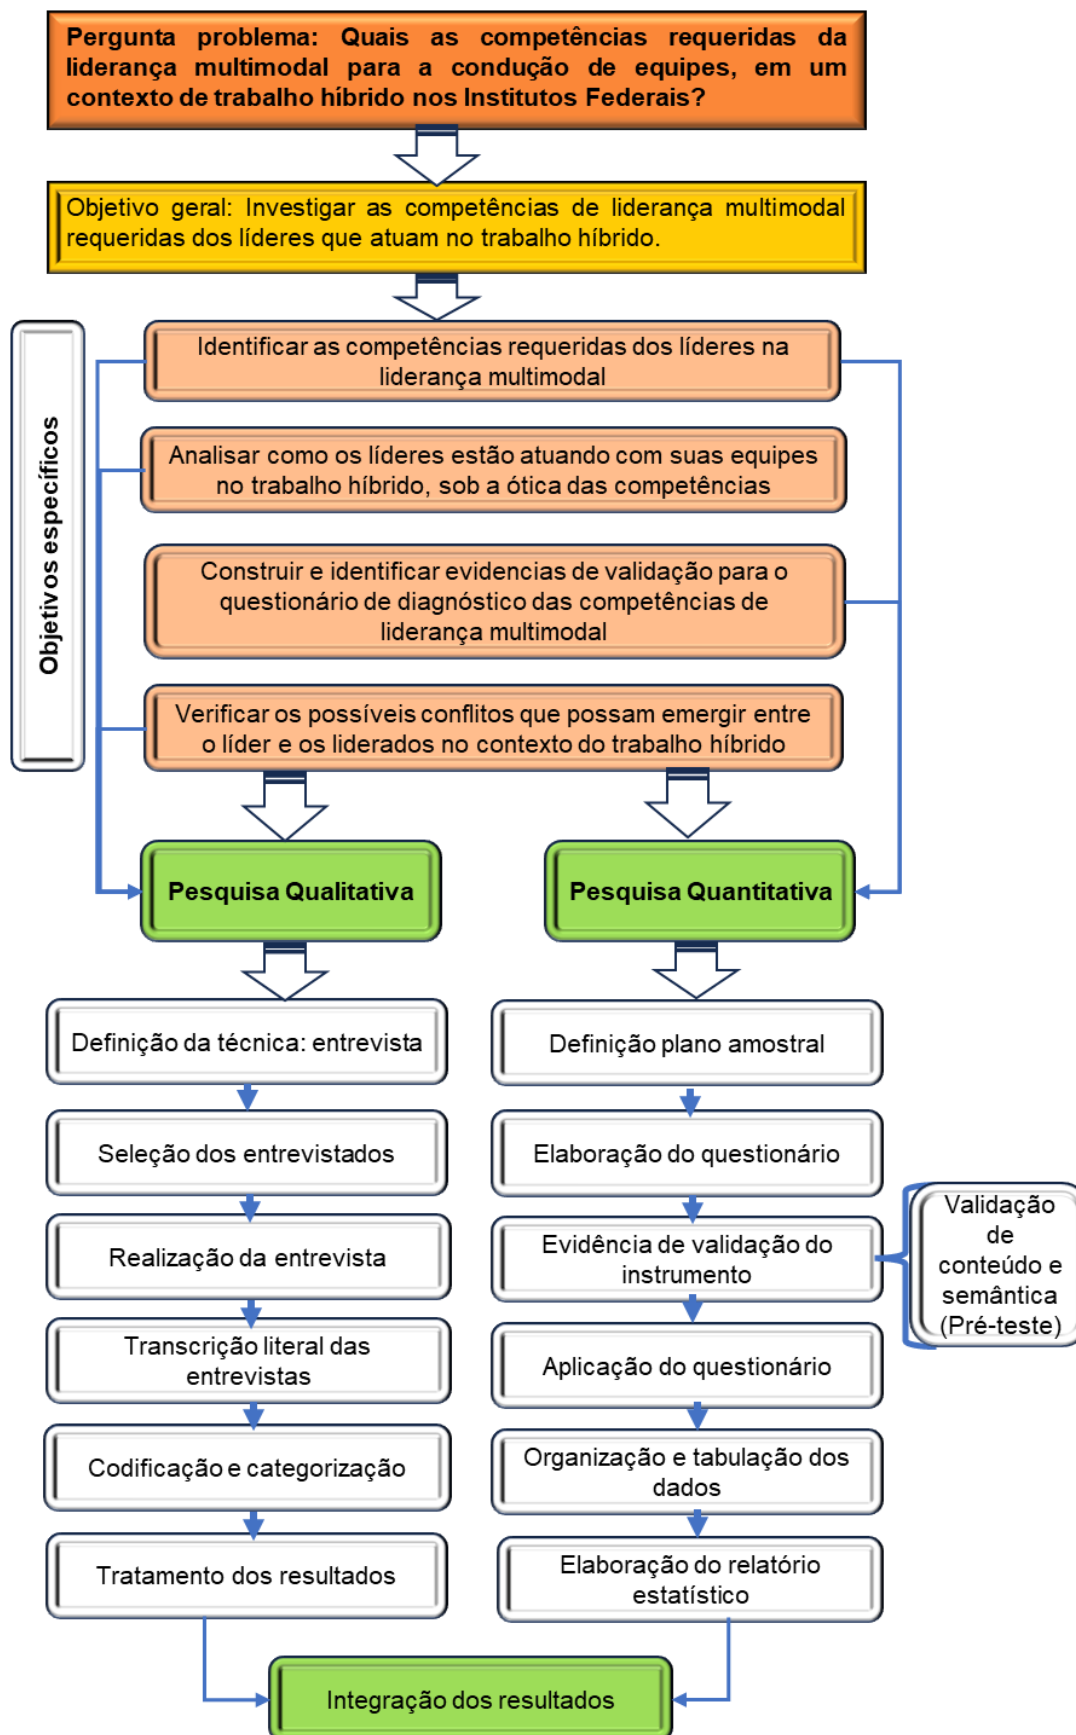 Pergunta problema: Quais as competências requeridas da
liderança multimodal para a condução de equipes, em um
contexto de trabalho híbrido nos Institutos Federais?
Objetivo geral: Investigar as competências de liderança multimodal
requeridas dos líderes que atuam no trabalho híbrido.
Objetivos específicos
Identificar as competências requeridas dos líderes na
liderança multimodal
Analisar como os líderes estão atuando com suas equipes
no trabalho híbrido, sob a ótica das competências
Construir e identificar evidencias de validação para o
questionário de diagnóstico das competências de
liderança multimodal
Verificar os possíveis conflitos que possam emergir entre
o líder e os liderados no contexto do trabalho híbrido
Pesquisa Qualitativa
Pesquisa Quantitativa
Definição da técnica: entrevista
Seleção dos entrevistados
Realização da entrevista
Transcrição literal das
entrevistas
Codificação e categorização
Tratamento dos resultados
Definição plano amostral
Elaboração do questionário
Evidência de validação do
instrumento
Validação
de
conteúdo e
semântica
(Pré-teste)
Aplicação do questionário
Organização e tabulação dos
dados
Elaboração do relatório
estatístico
Integração dos resultados